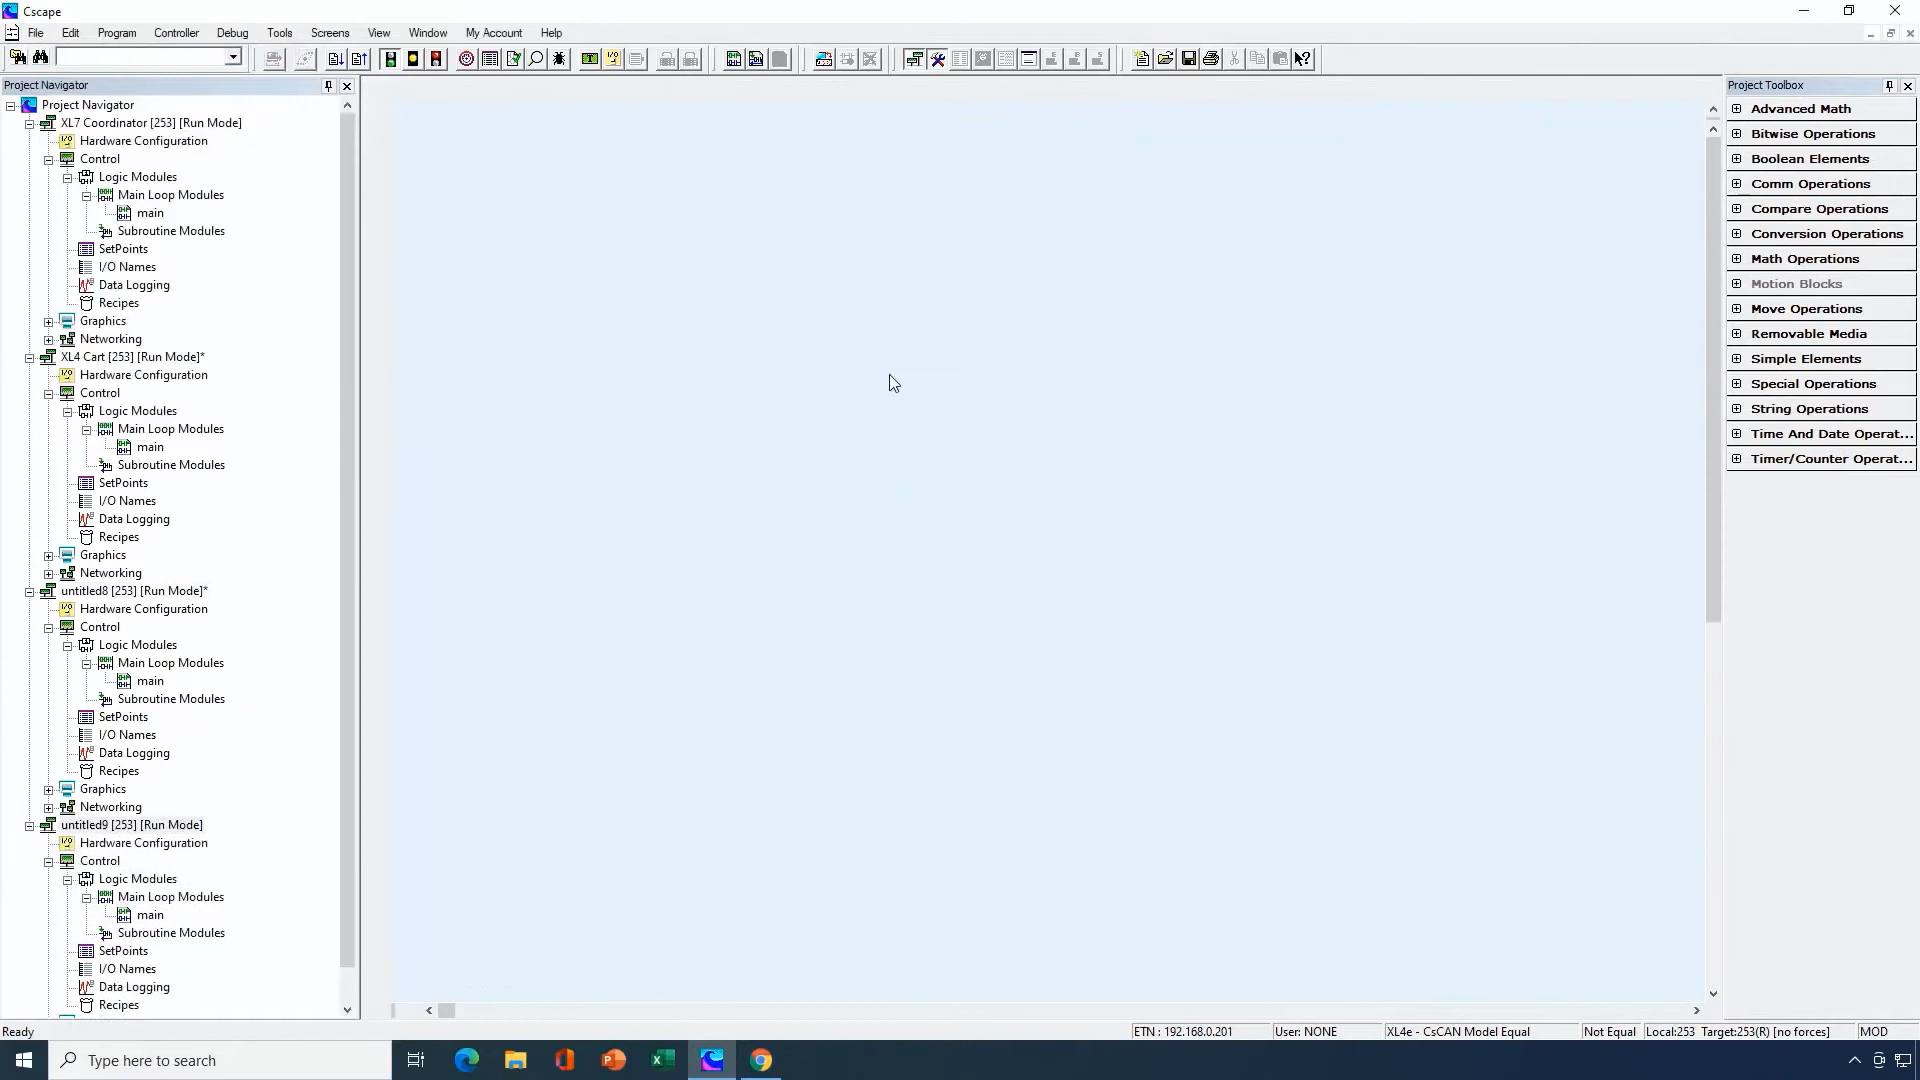 Cscape
File Edit Program Controller Debug Tools Screens View Window My Account Help
Project Navigator
Project Navigator
XL7 Coordinator [253] [Run Mode]
Hardware Configuration
Control
Logic Modules
Main Loop Modules
main
Subroutine Modules
SetPoints
I/O Names
Data Logging
Recipes
Graphics
Networking
XL4 Cart [253] [Run Mode]*
Hardware Configuration
Control
Logic Modules
Main Loop Modules
main
Subroutine Modules
SetPoints
I/O Names
Data Logging
Recipes
Graphics
Networking
untitled8 [253] [Run Mode]*
Hardware Configuration
Control
Logic Modules
Main Loop Modules
main
Subroutine Modules
SetPoints
I/O Names
Data Logging
Recipes
Graphics
Networking
untitled9 [253] [Run Mode]
Hardware Configuration
Control
Logic Modules
Main Loop Modules
main
Subroutine Modules
SetPoints
I/O Names
Data Logging
Recipes
Project Toolbox
Advanced Math
Bitwise Operations
Boolean Elements
Comm Operations
Compare Operations
Conversion Operations
Math Operations
Motion Blocks
Move Operations
Removable Media
Simple Elements
Special Operations
String Operations
Time And Date Operat...
Timer/Counter Operat...
Ready
ETN : 192.168.0.201 User: NONE XL4e - CsCAN Model Equal Not Equal Local:253 Target:253(R) [no forces] MOD
Type here to search